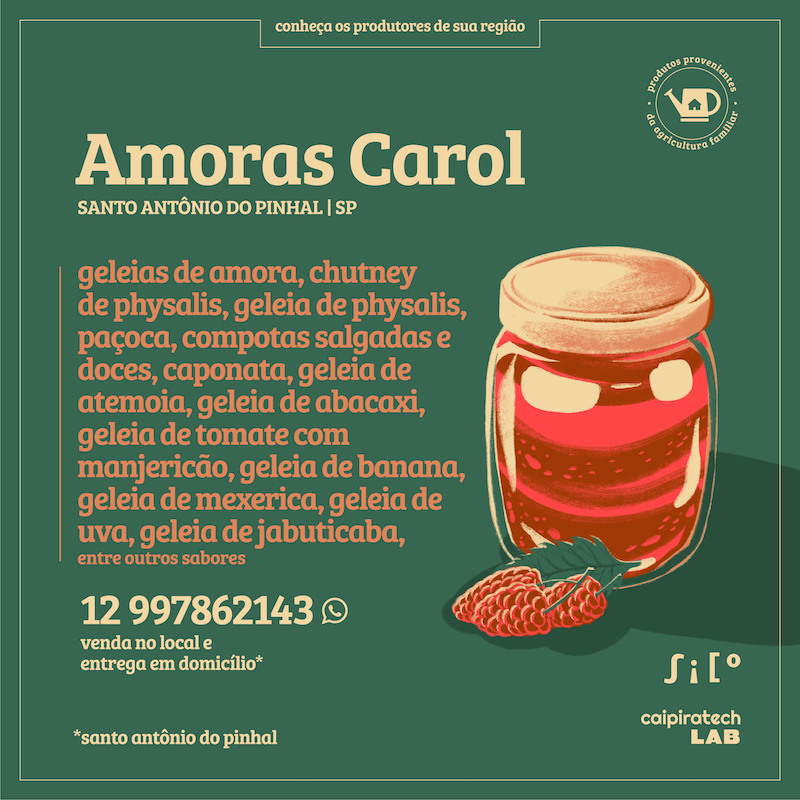 conheça os produtores de sua região
produtos provenientes
da agricultura familiar
Amoras Carol
SANTO ANTÔNIO DO PINHAL | SP
geleias de amora, chutney
de physalis, geleia de physalis,
paçoca, compotas salgadas e
doces, caponata, geleia de
atemoia, geleia de abacaxi,
geleia de tomate com
manjericão, geleia de banana,
geleia de mexerica, geleia de
uva, geleia de jabuticaba,
entre outros sabores
12 997862143
venda no local e
entrega em domicílio*
silo
caipiratech
LAB
*santo antônio do pinhal